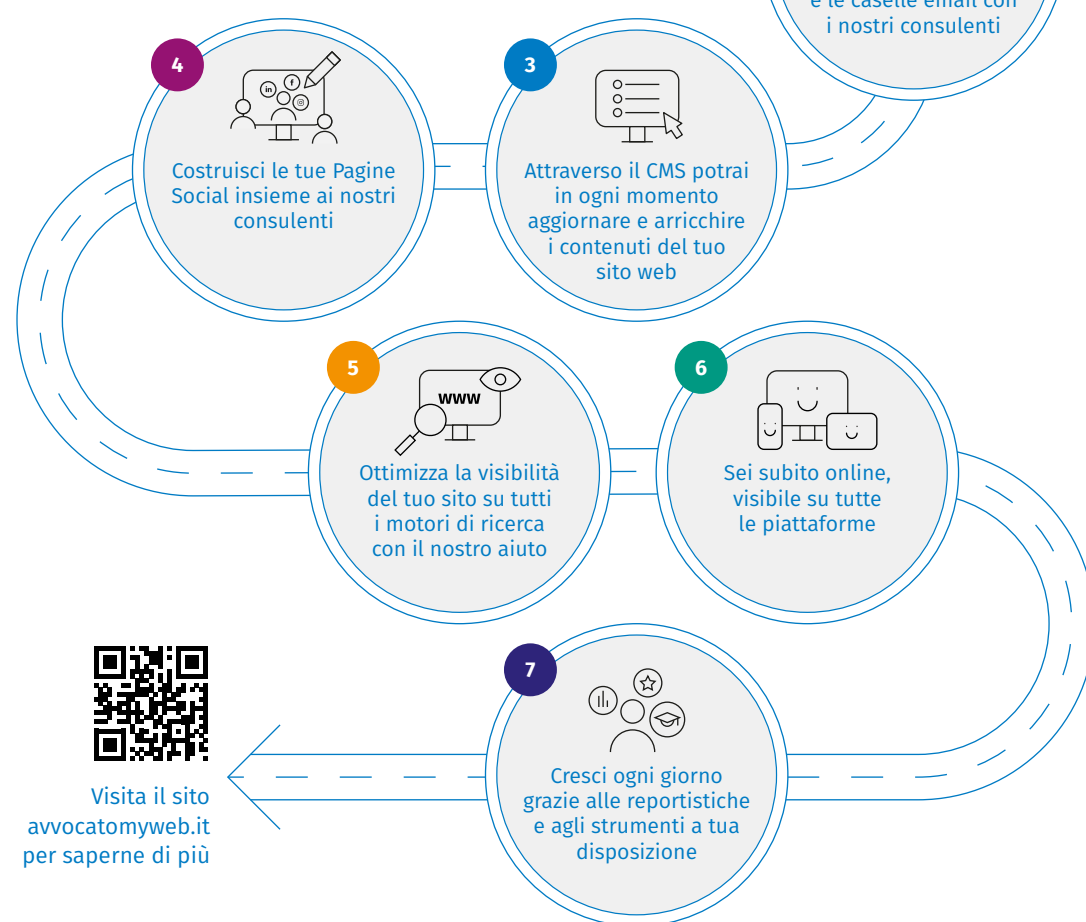 e le caselle email con
i nostri consulenti
3
Attraverso il CMS potrai
in ogni momento
aggiornare e arricchire
i contenuti del tuo
sito web
4
in
f
Costruisci le tue Pagine
Social insieme ai nostri
consulenti
5
www
Ottimizza la visibilità
del tuo sito su tutti
i motori di ricerca
con il nostro aiuto
6
Sei subito online,
visibile su tutte
le piattaforme
7
Cresci ogni giorno
grazie alle reportistiche
e agli strumenti a tua
disposizione
Visita il sito
avvocatomyweb.it
per saperne di più